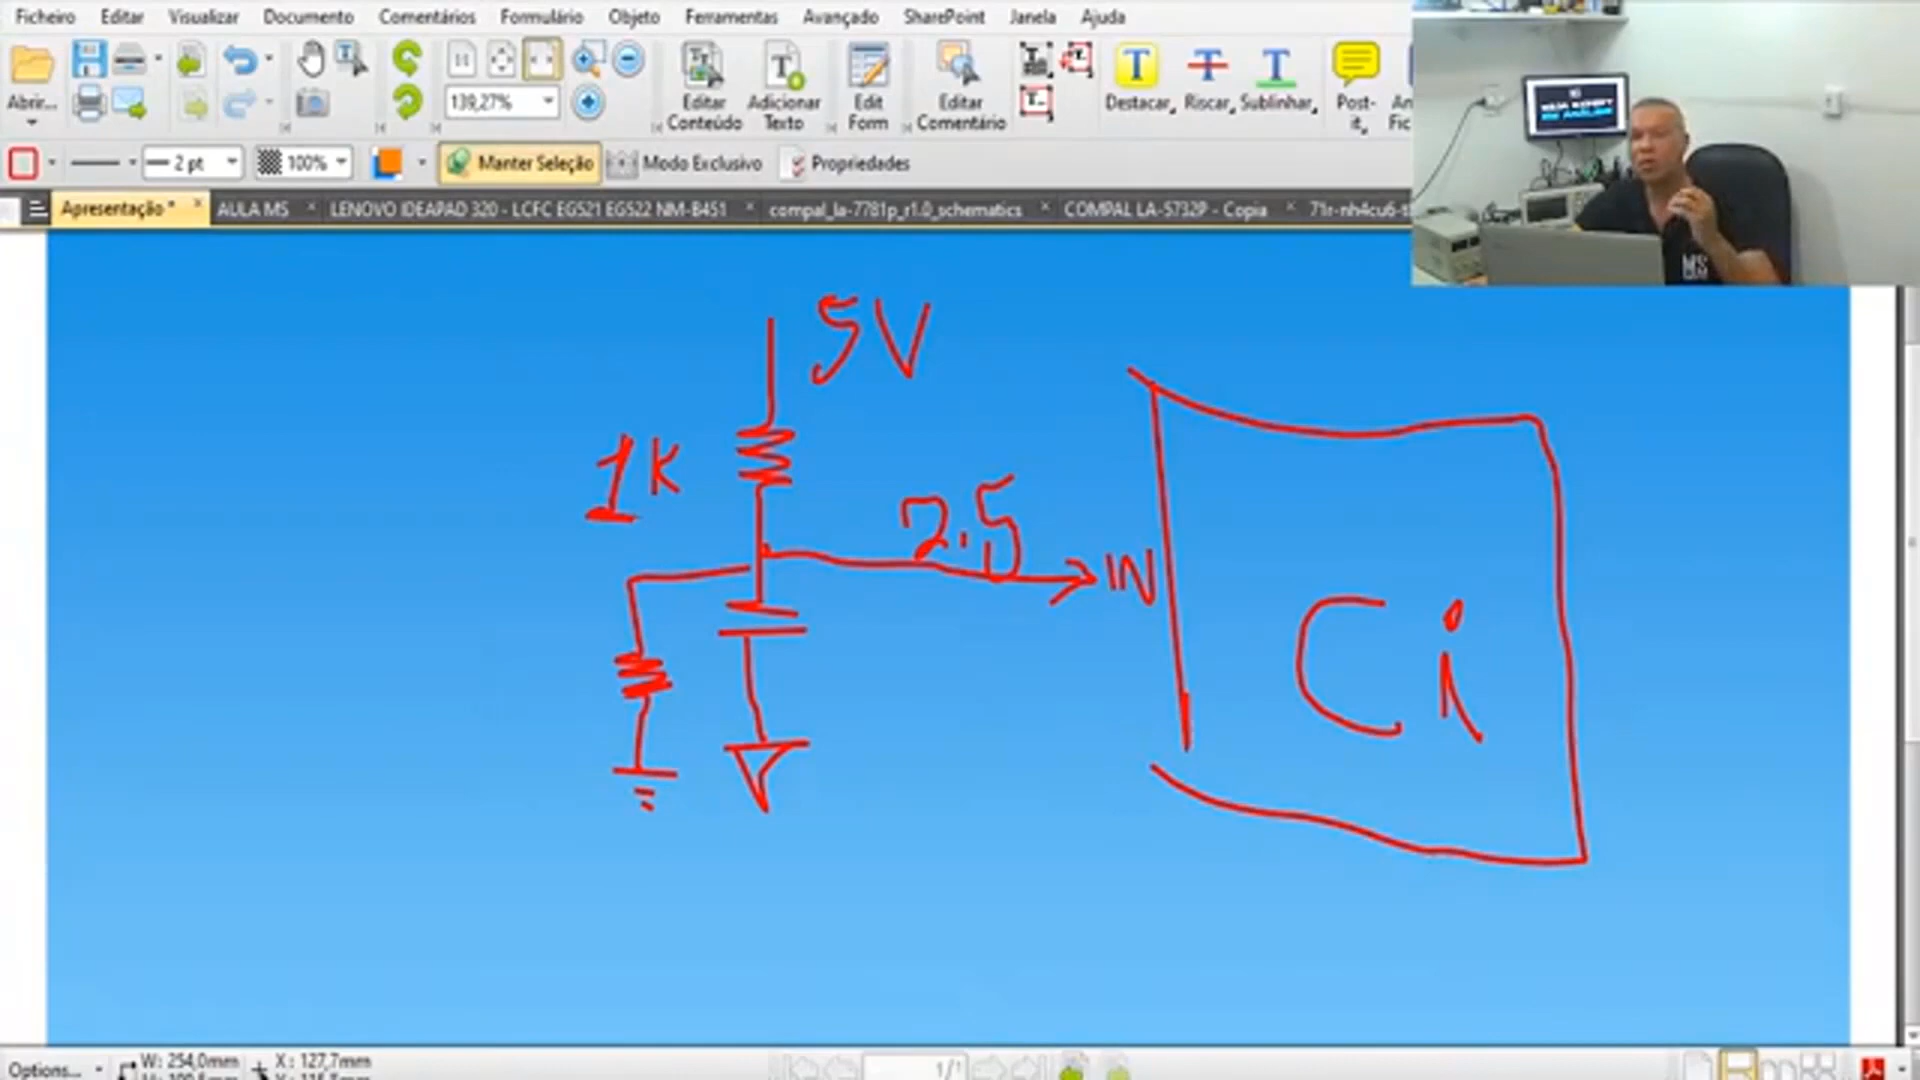 Ficheiro Editar Visualizar Documento Comentários Formulário Objeto Ferramentas Avançado SharePoint Janela Ajuda
Abrir...
139,27%
Editar Conteúdo
Adicionar Texto
Edit Form
Editar Comentário
Destacar
Riscar
Sublinhar
Post-it
2 pt
100%
Manter Seleção
Modo Exclusivo
Propriedades
Apresentação *
AULA MS
LENOVO IDEAPAD 320 - LCFC EG521 EG522 NM-B451
compal_la-7781p_r1.0_schematics
COMPAL LA-5732P - Copia
MS
5V
1K
2.5
IN
Ci
Options...
W: 254,0mm
X: 127,7mm
1/1